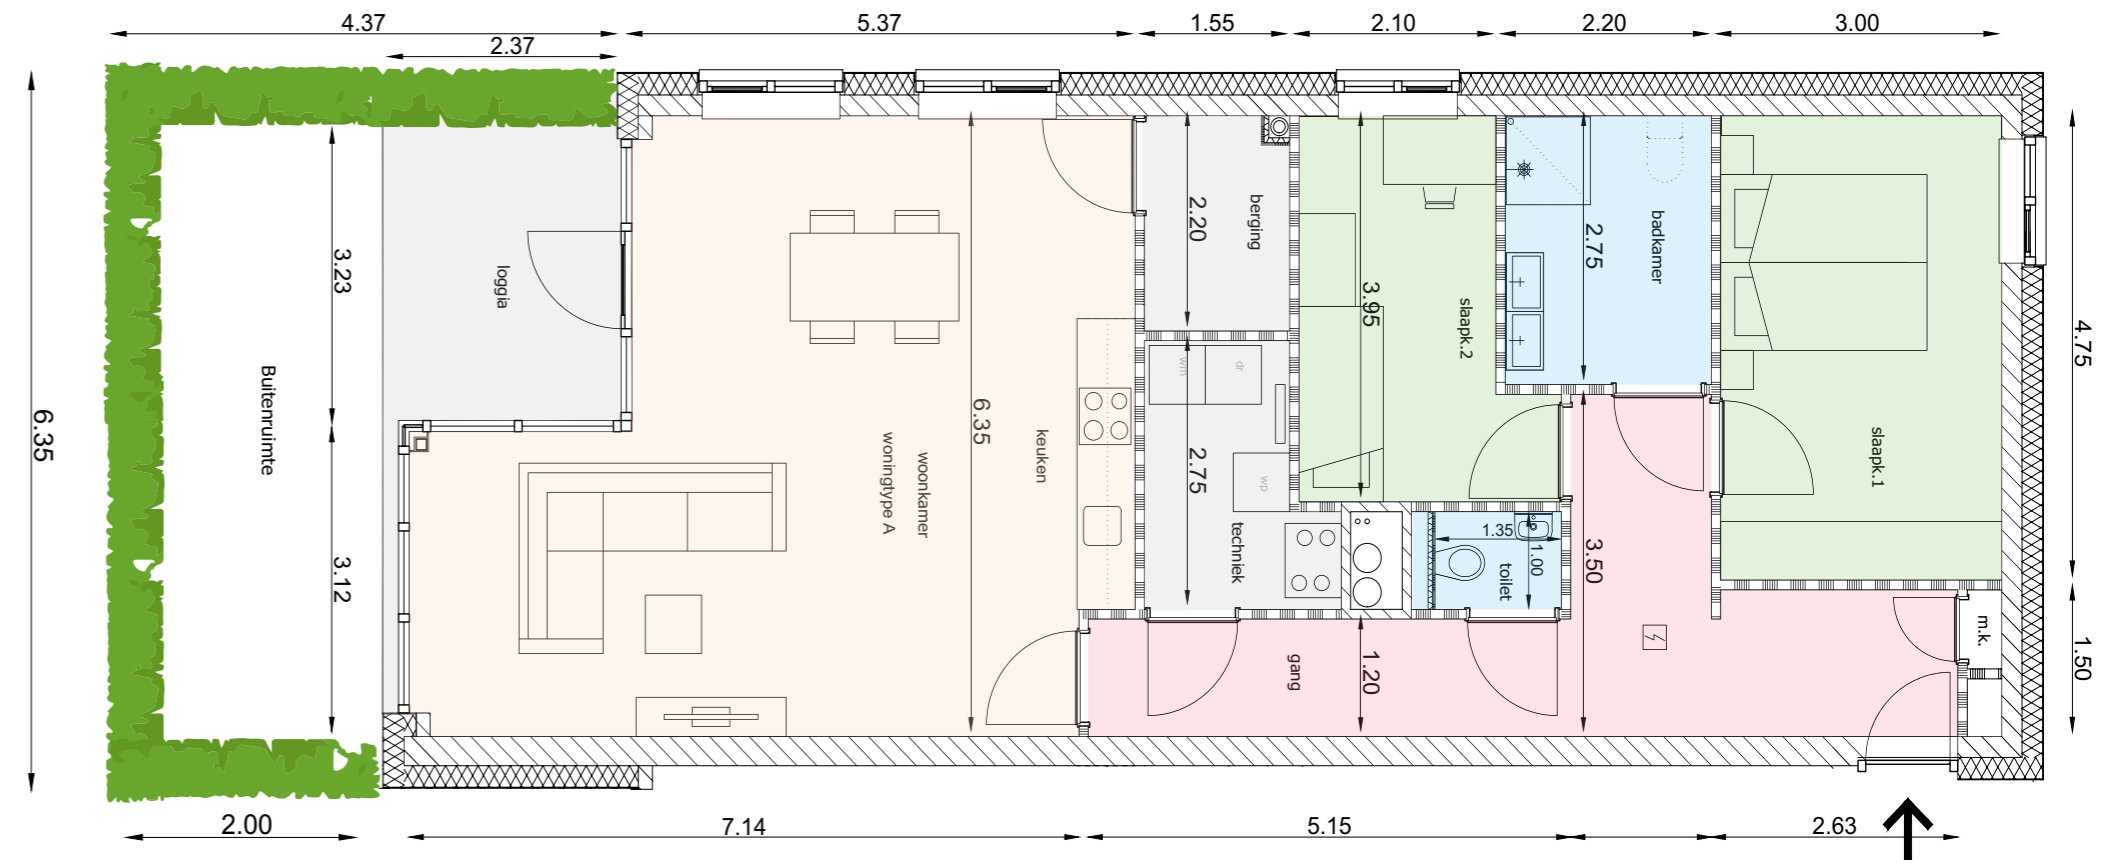 4.37
5.37
1.55
2.10
2.20
3.00
2.37
6.35
3.23
3.12
Buitenruimte
loggia
woonkamer
woningtype A
6.35
keuken
2.20
berging
wm
dr
wp
2.75
techniek
3.95
slaapk.2
2.75
badkamer
slaapk.1
4.75
1.35
1.00
toilet
3.50
gang
1.20
m.k.
1.50
2.00
7.14
5.15
2.63